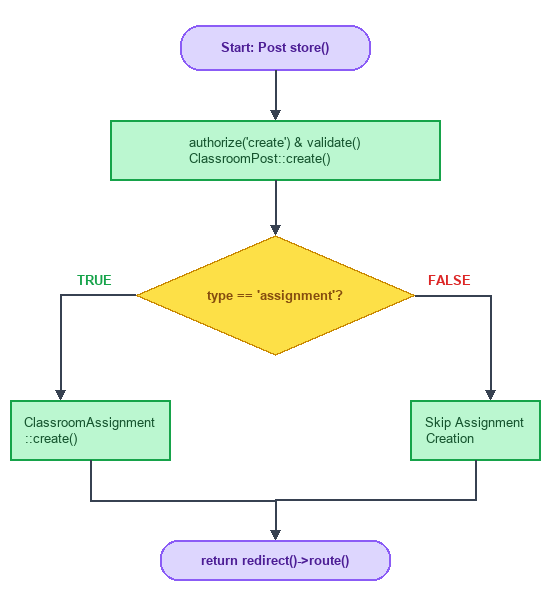 Start: Post store()
authorize('create') & validate()
ClassroomPost::create()
type == 'assignment'?
TRUE
FALSE
ClassroomAssignment
::create()
Skip Assignment
Creation
return redirect()->route()